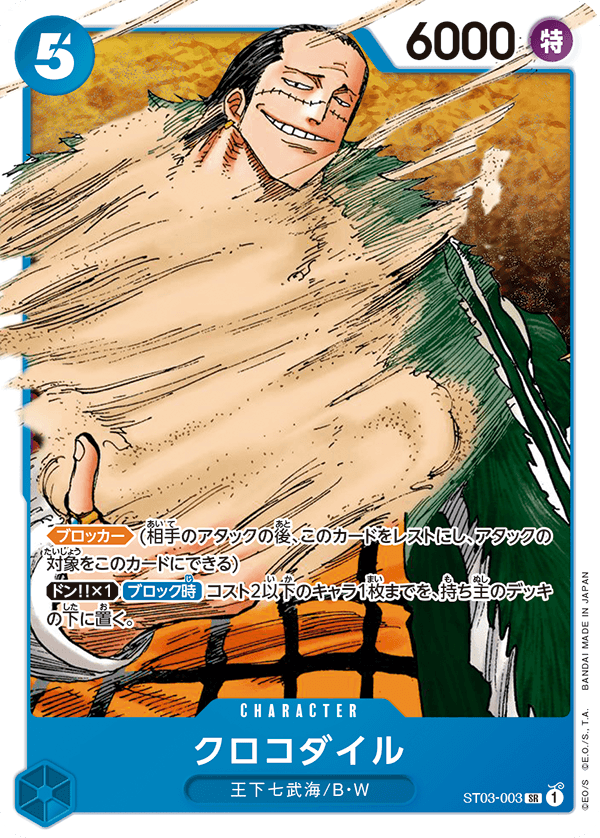 5
6000 特
ブロッカー (相手のアタックの後、このカードをレストにし、アタックの
対象をこのカードにできる)
ドン!!×1 ブロック時 コスト2以下のキャラ1枚までを、持ち主のデッキ
の下に置く。
CHARACTER
クロコダイル
王下七武海/B・W
ST03-003 SR 1
©EO/S ©E.O./S., T.A. BANDAI MADE IN JAPAN